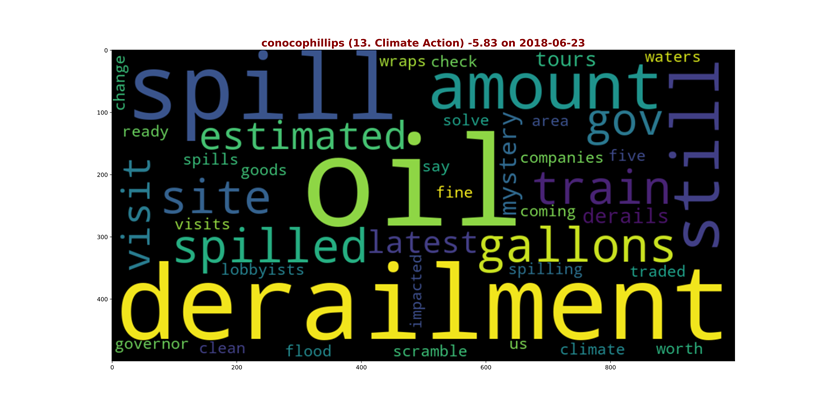 conocophillips (13. Climate Action) -5.83 on 2018-06-23
0
100
200
300
400
0
200
400
600
800
change
spill
wraps check
tours
waters
amount
still
ready
estimated
solve
area
gov
mystery
spills
goods
oil
say
companies
five
visit
site
fine
train
coming
derails
visits
spilled
latest
gallons
lobbyists
impacted
spilling
traded
derailment
governor
clean
flood
scramble
us
climate
worth